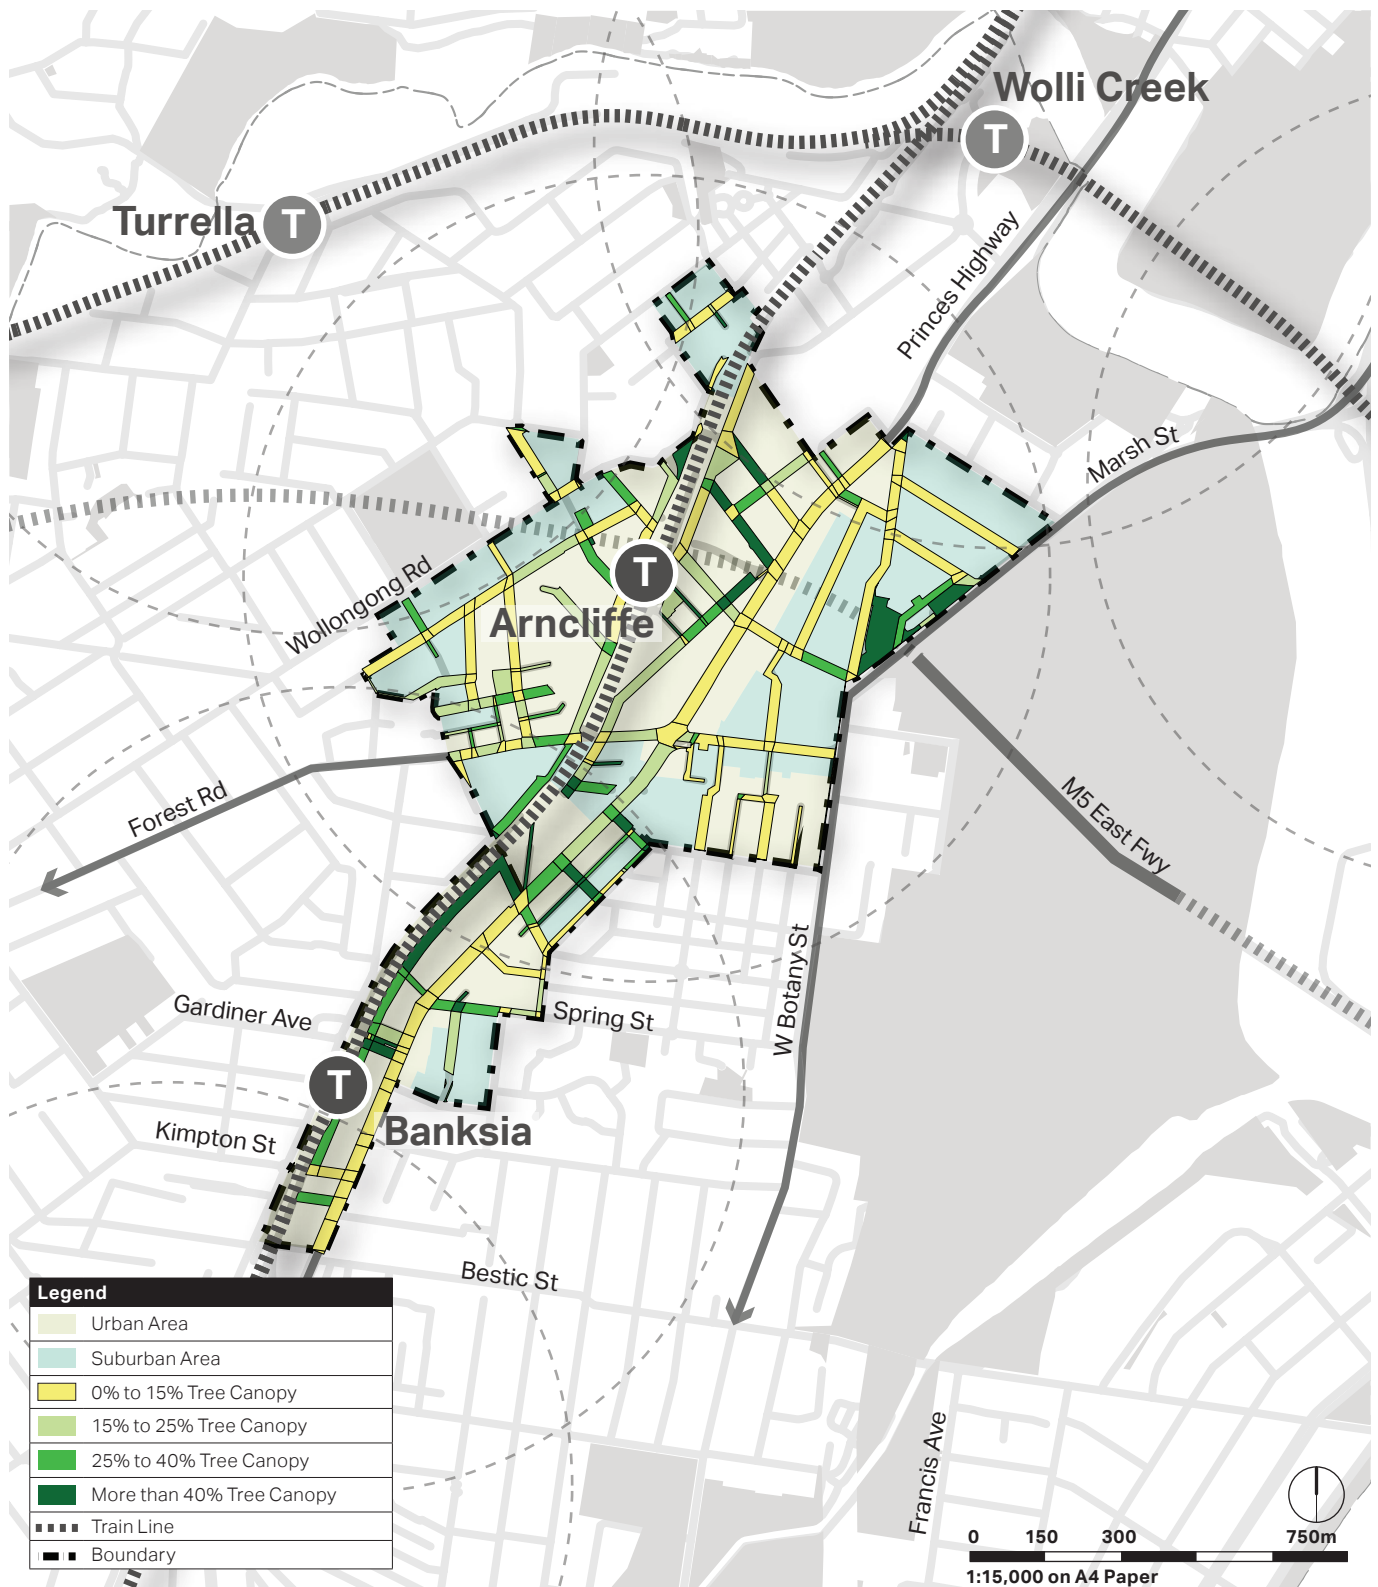 Wolli Creek
T
Turrella
T
Princes Highway
Marsh St
Wollongong Rd
T
Arncliffe
Forest Rd
M5 East Fwy
W Botany St
Gardiner Ave
Spring St
T
Banksia
Kimpton St
Bestic St
Francis Ave
Legend
Urban Area
Suburban Area
0% to 15% Tree Canopy
15% to 25% Tree Canopy
25% to 40% Tree Canopy
More than 40% Tree Canopy
Train Line
Boundary
0 150 300 750m
1:15,000 on A4 Paper